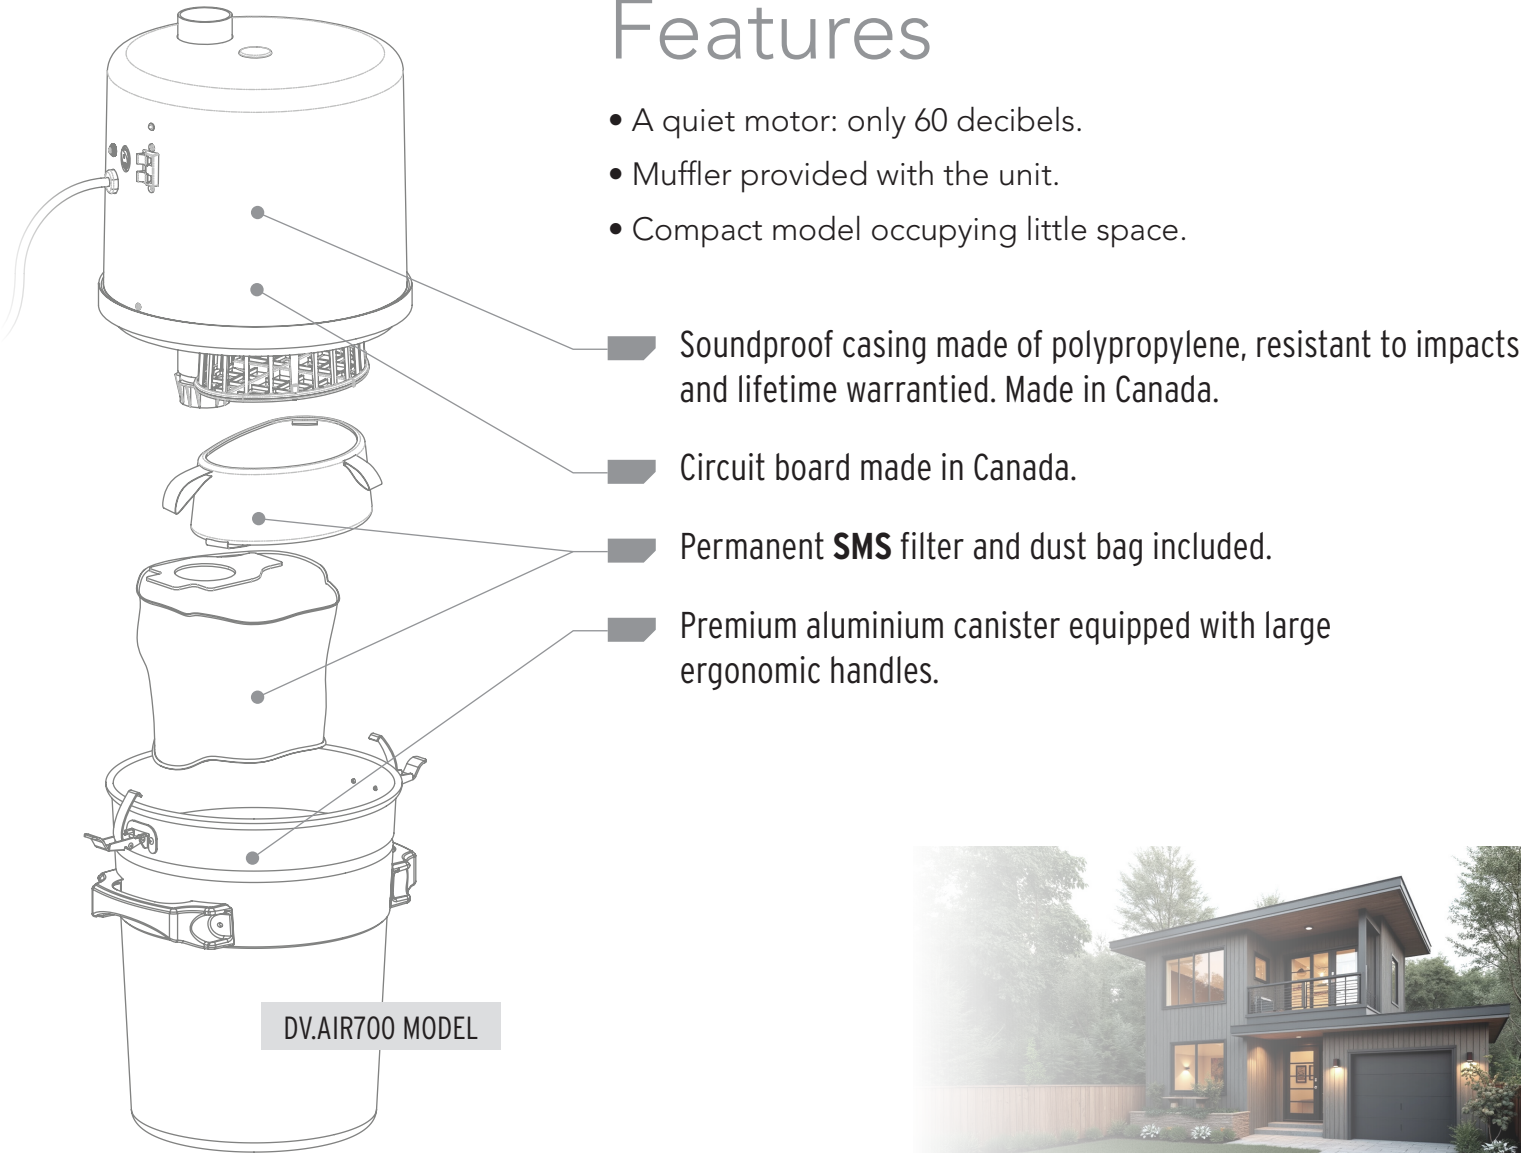 Features
• A quiet motor: only 60 decibels.
• Muffler provided with the unit.
• Compact model occupying little space.
Soundproof casing made of polypropylene, resistant to impacts
and lifetime warrantied. Made in Canada.
Circuit board made in Canada.
Permanent SMS filter and dust bag included.
Premium aluminium canister equipped with large
ergonomic handles.
DV.AIR700 MODEL